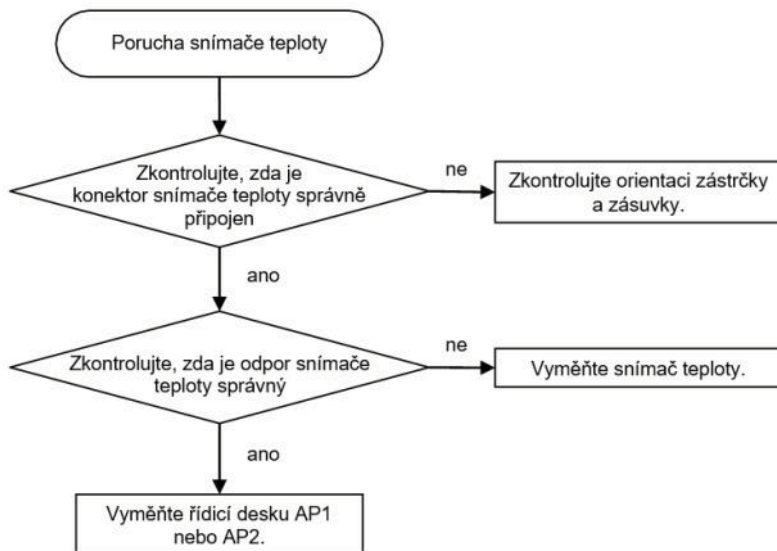 Porucha snímače teploty
Zkontrolujte, zda je
konektor snímače teploty správně
připojen
ne
Zkontrolujte orientaci zástrčky
a zásuvky.
ano
Zkontrolujte, zda je odpor snímače
teploty správný
ne
Vyměňte snímač teploty.
ano
Vyměňte řídicí desku AP1
nebo AP2.